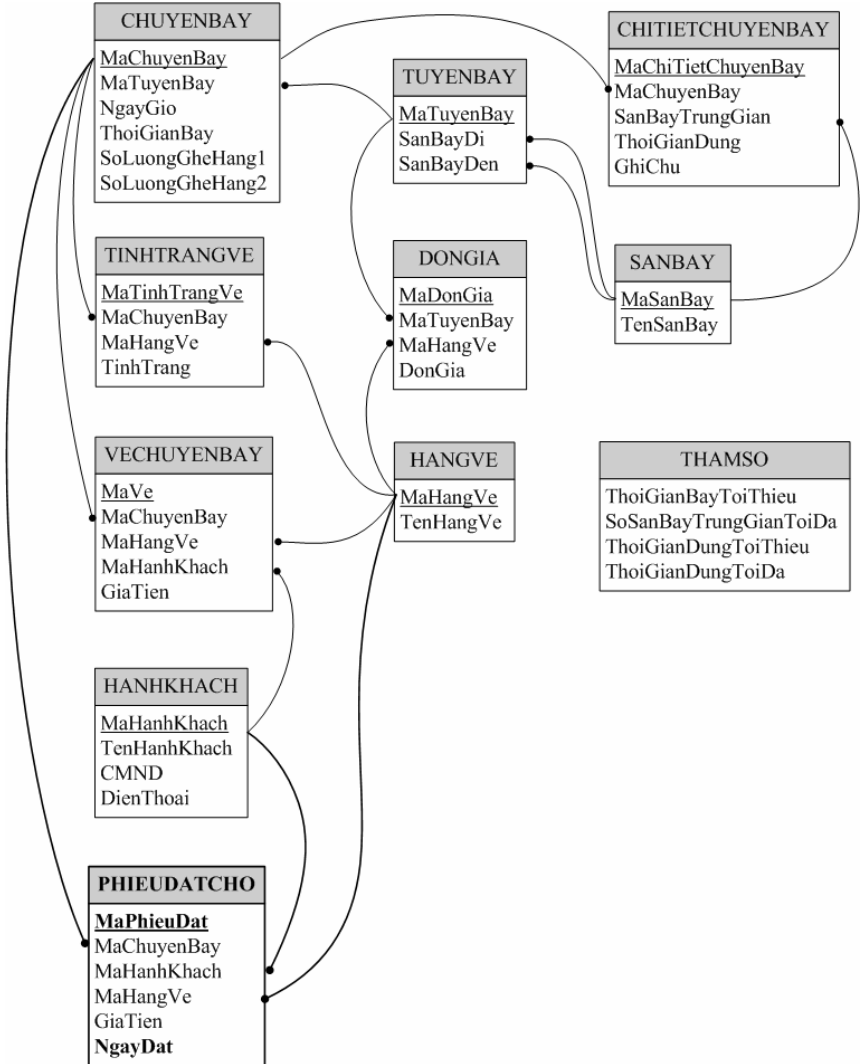 CHUYENBAY
MaChuyenBay
MaTuyenBay
NgayGio
ThoiGianBay
SoLuongGheHang1
SoLuongGheHang2
TUYENBAY
MaTuyenBay
SanBayDi
SanBayDen
CHITIETCHUYENBAY
MaChiTietChuyenBay
MaChuyenBay
SanBayTrungGian
ThoiGianDung
GhiChu
TINHTRANGVE
MaTinhTrangVe
MaChuyenBay
MaHangVe
TinhTrang
DONGIA
MaDonGia
MaTuyenBay
MaHangVe
DonGia
SANBAY
MaSanBay
TenSanBay
VECHUYENBAY
MaVe
MaChuyenBay
MaHangVe
MaHanhKhach
GiaTien
HANGVE
MaHangVe
TenHangVe
THAMSO
ThoiGianBayToiThieu
SoSanBayTrungGianToiDa
ThoiGianDungToiThieu
ThoiGianDungToiDa
HANHKHACH
MaHanhKhach
TenHanhKhach
CMND
DienThoai
PHIEUDATCHO
MaPhieuDat
MaChuyenBay
MaHanhKhach
MaHangVe
GiaTien
NgayDat